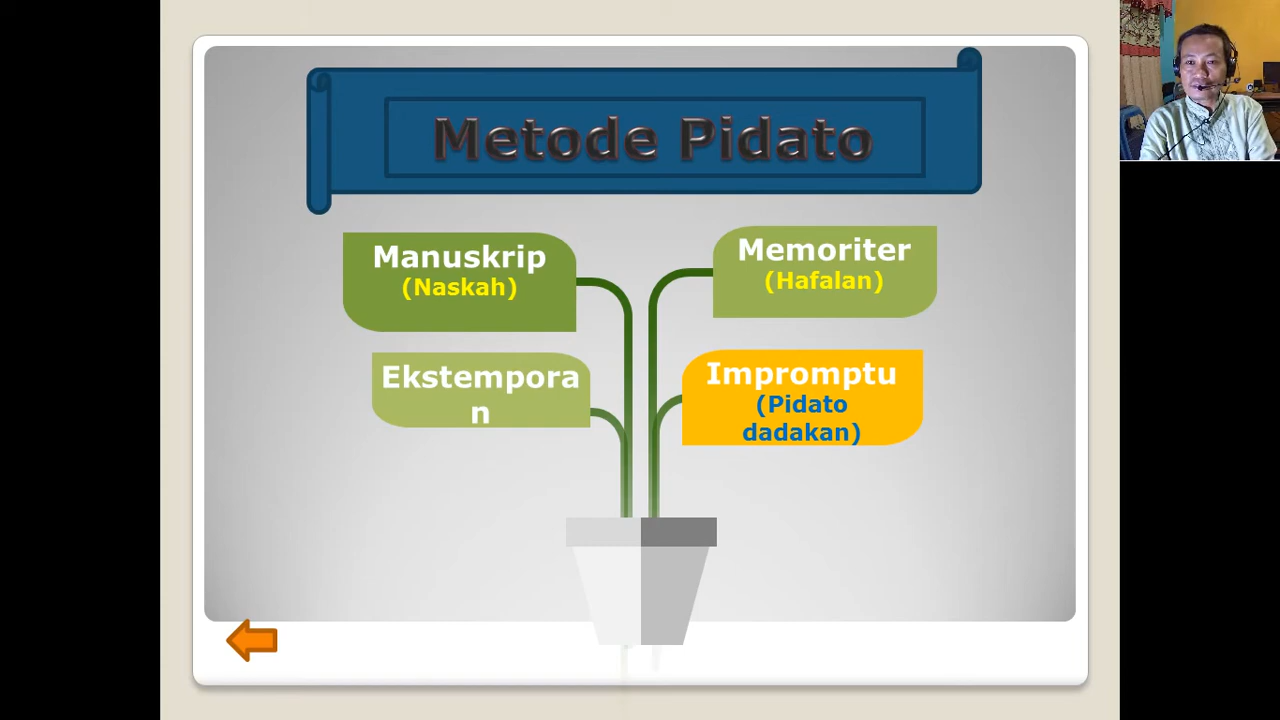 Metode Pidato
Manuskrip
(Naskah)
Memoriter
(Hafalan)
Ekstempora
n
Impromptu
(Pidato
dadakan)